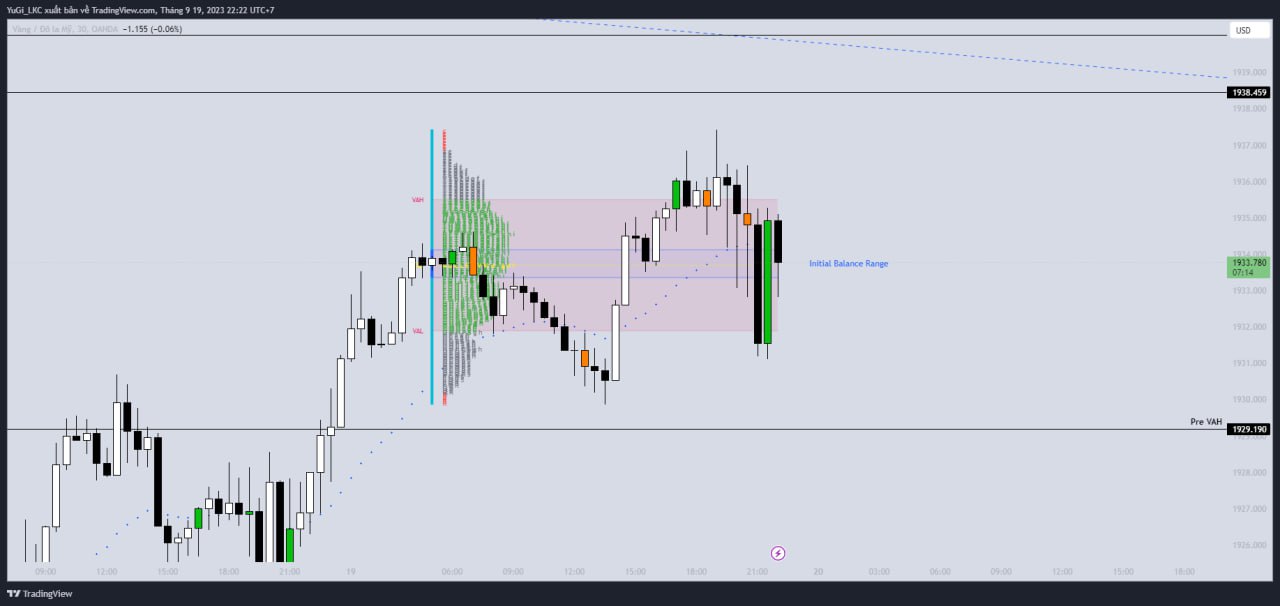 YuGi_LKC xuất bản về TradingView.com, Tháng 9 19, 2023 22:22 UTC+7
Vàng / Đô la Mỹ, 30, OANDA −1.155 (−0.06%)
USD
1939.000
1938.459
1938.000
1937.000
1936.000
VAH
1935.000
1934.000
Initial Balance Range
1933.780
07:14
1933.000
1932.000
VAL
1931.000
1930.000
Pre VAH
1929.190
1929.000
1928.000
1927.000
1926.000
09:00 12:00 15:00 18:00 21:00 19 06:00 09:00 12:00 15:00 18:00 21:00 20 03:00 06:00 09:00 12:00 15:00 18:00
TradingView